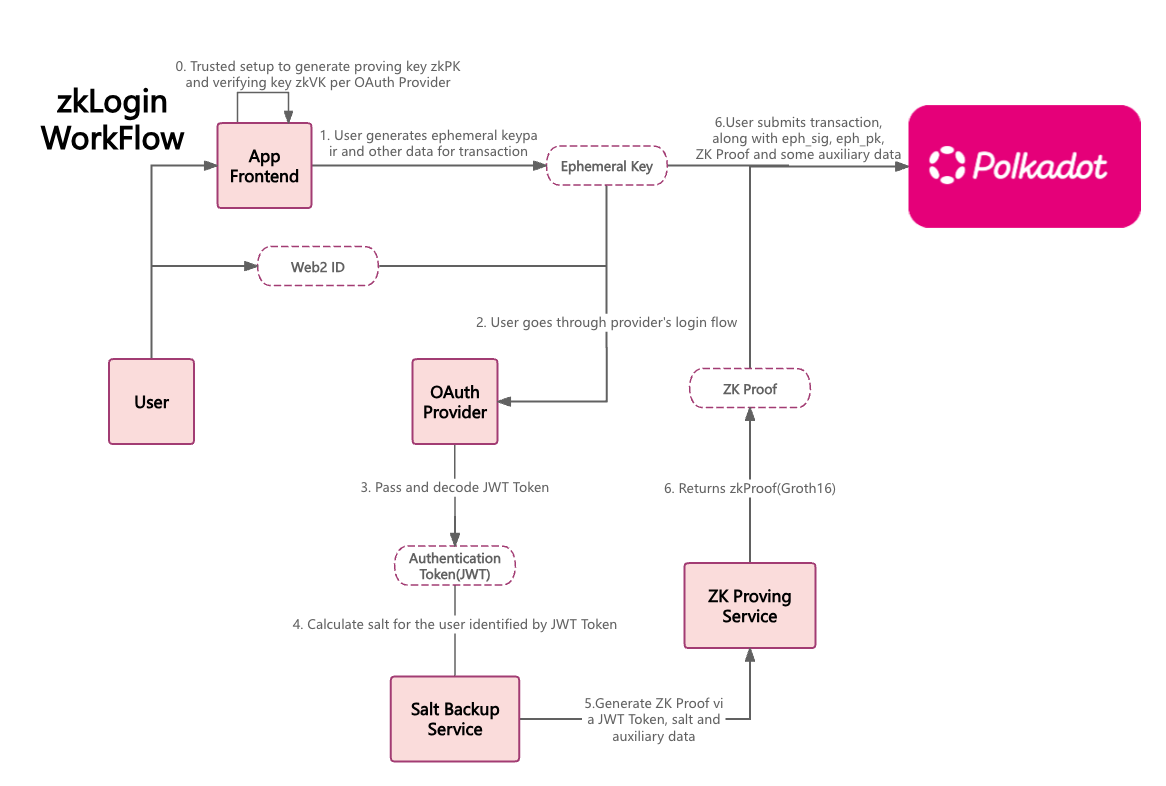 0. Trusted setup to generate proving key zkPK
and verifying key zkVK per OAuth Provider
zkLogin
WorkFlow
App
Frontend
1. User generates ephemeral keypa
ir and other data for transaction
Ephemeral Key
6.User submits transaction,
along with eph_sig, eph_pk,
ZK Proof and some auxiliary data
Polkadot
Web2 ID
2. User goes through provider's login flow
User
OAuth
Provider
ZK Proof
3. Pass and decode JWT Token
6. Returns zkProof(Groth16)
Authentication
Token(JWT)
4. Calculate salt for the user identified by JWT Token
ZK Proving
Service
Salt Backup
Service
5.Generate ZK Proof vi
a JWT Token, salt and
auxiliary data